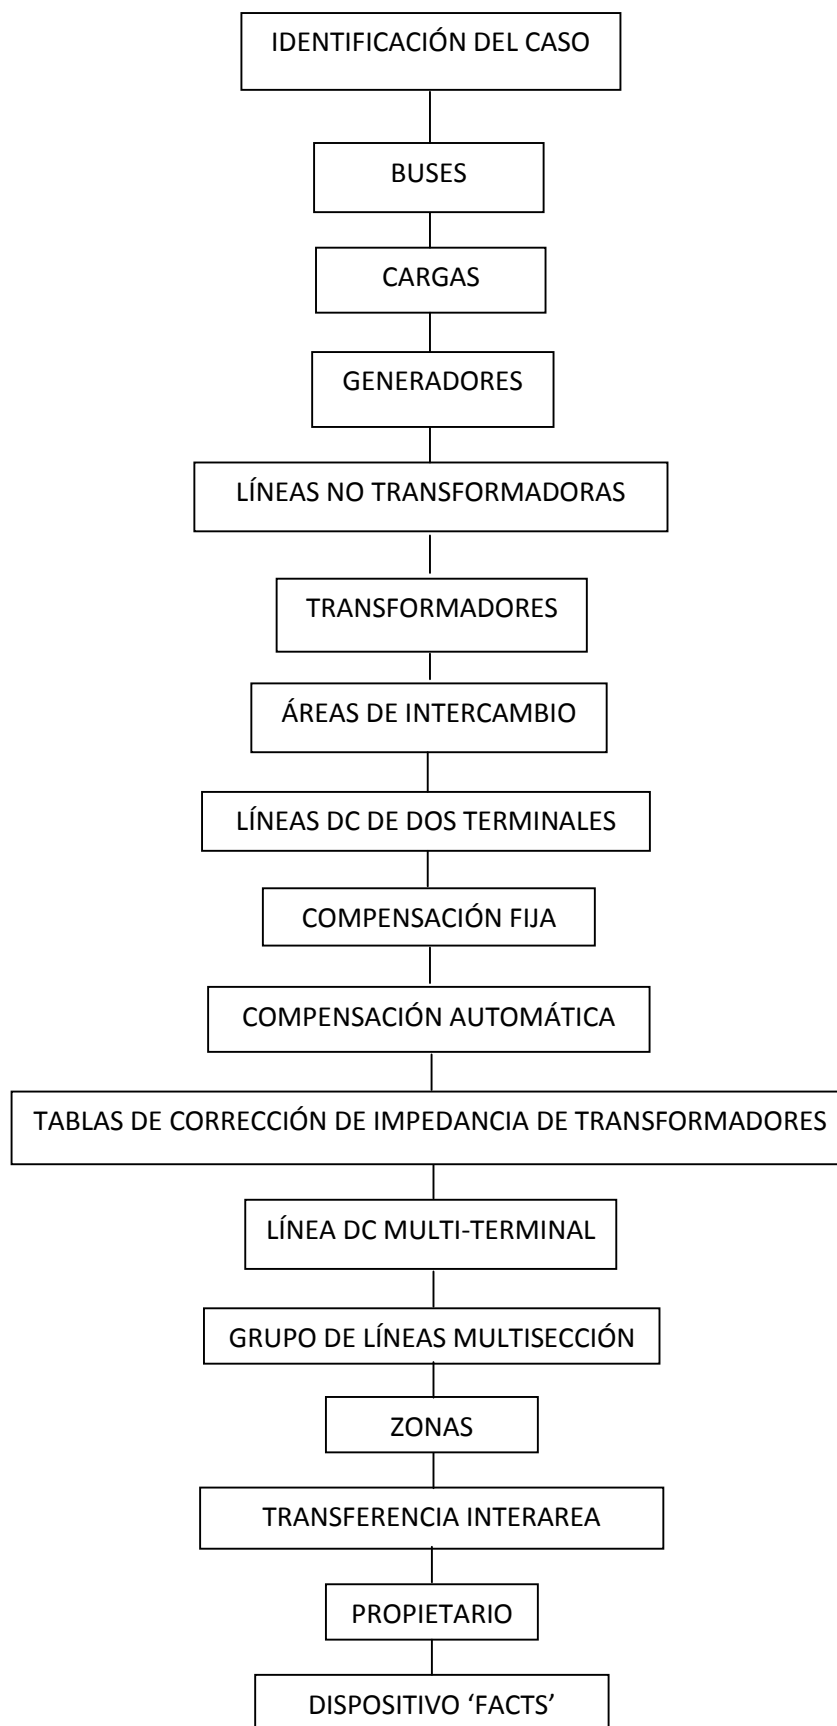 IDENTIFICACIÓN DEL CASO
BUSES
CARGAS
GENERADORES
LÍNEAS NO TRANSFORMADORAS
TRANSFORMADORES
ÁREAS DE INTERCAMBIO
LÍNEAS DC DE DOS TERMINALES
COMPENSACIÓN FIJA
COMPENSACIÓN AUTOMÁTICA
TABLAS DE CORRECCIÓN DE IMPEDANCIA DE TRANSFORMADORES
LÍNEA DC MULTI-TERMINAL
GRUPO DE LÍNEAS MULTISECCIÓN
ZONAS
TRANSFERENCIA INTERAREA
PROPIETARIO
DISPOSITIVO ‘FACTS’